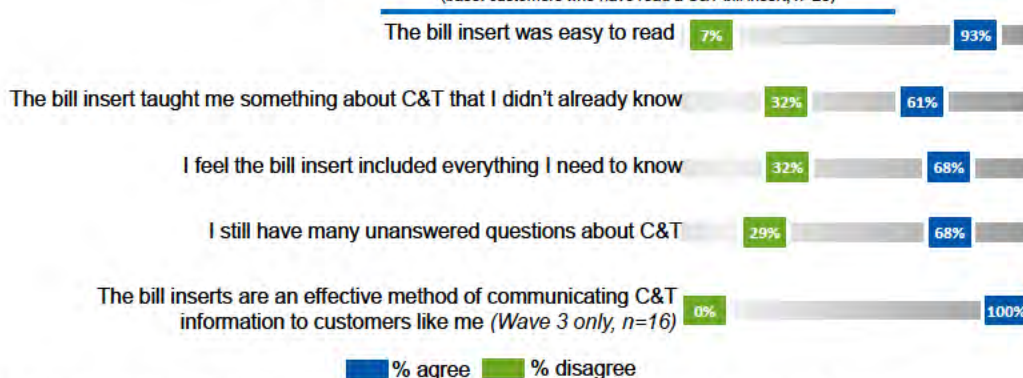 The bill insert was easy to read 7% 93%
The bill insert taught me something about C&T that I didn't already know 32% 61%
I feel the bill insert included everything I need to know 32% 68%
I still have many unanswered questions about C&T 29% 68%
The bill inserts are an effective method of communicating C&T
information to customers like me (Wave 3 only, n=16) 0% 100%
% agree % disagree